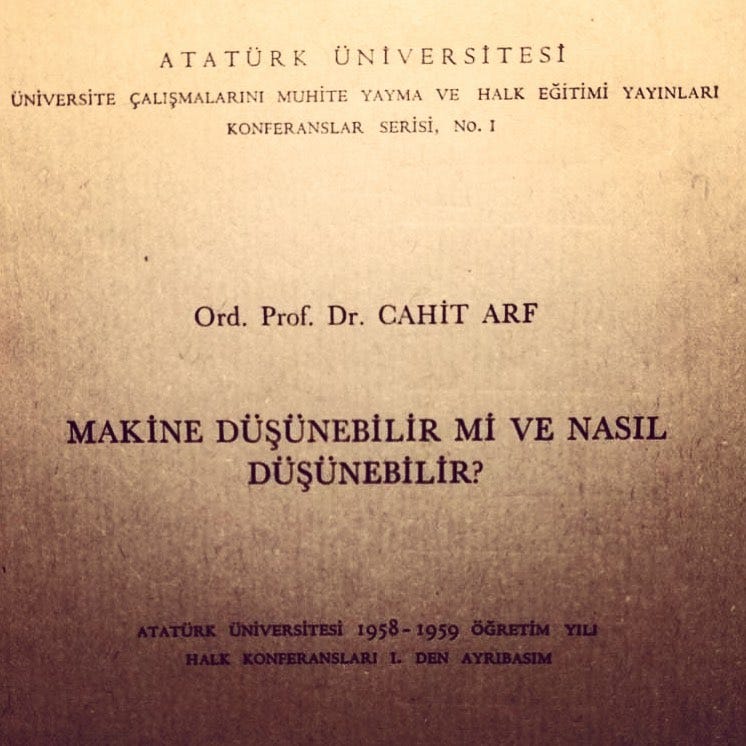 ATATÜRK ÜNİVERSİTESİ
ÜNİVERSİTE ÇALIŞMALARINI MUHİTE YAYMA VE HALK EĞİTİMİ YAYINLARI
KONFERANSLAR SERİSİ, No. I
Ord. Prof. Dr. CAHİT ARF
MAKİNE DÜŞÜNEBİLİR Mİ VE NASIL
DÜŞÜNEBİLİR?
ATATÜRK ÜNİVERSİTESİ 1958-1959 ÖĞRETİM YILI
HALK KONFERANSLARI I. DEN AYRIBASIM